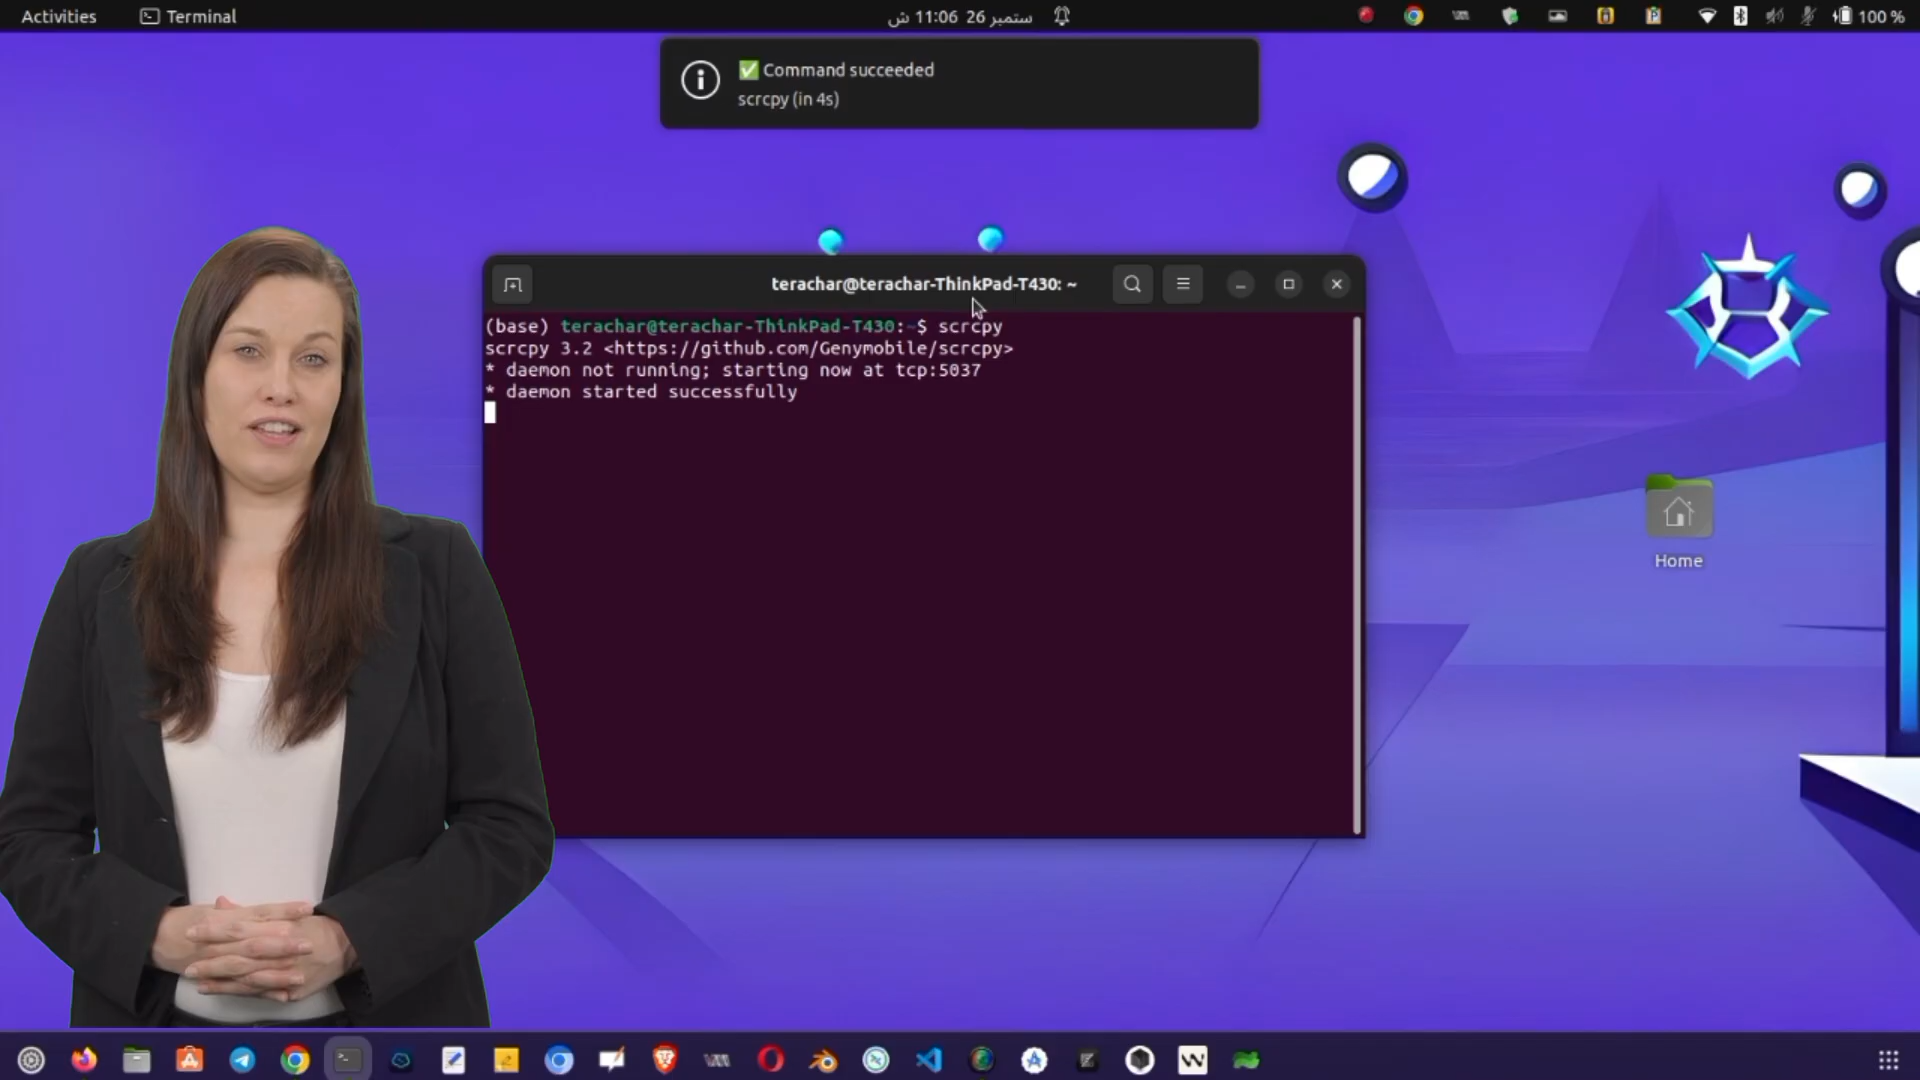 Activities
Terminal
ش 11:06 26 ستمبر
100 %
✅ Command succeeded
scrcpy (in 4s)
terachar@terachar-ThinkPad-T430: ~
(base) terachar@terachar-ThinkPad-T430:~$ scrcpy
scrcpy 3.2 <https://github.com/Genymobile/scrcpy>
* daemon not running; starting now at tcp:5037
* daemon started successfully
Home